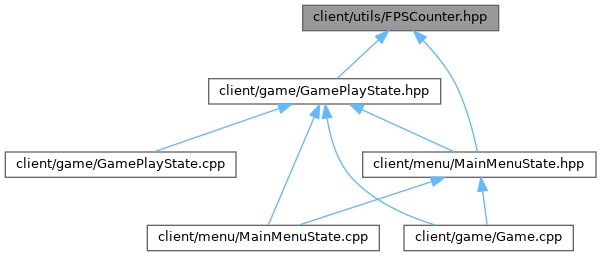 client/utils/FPSCounter.hpp
client/game/GamePlayState.hpp
client/game/GamePlayState.cpp
client/menu/MainMenuState.hpp
client/menu/MainMenuState.cpp
client/game/Game.cpp